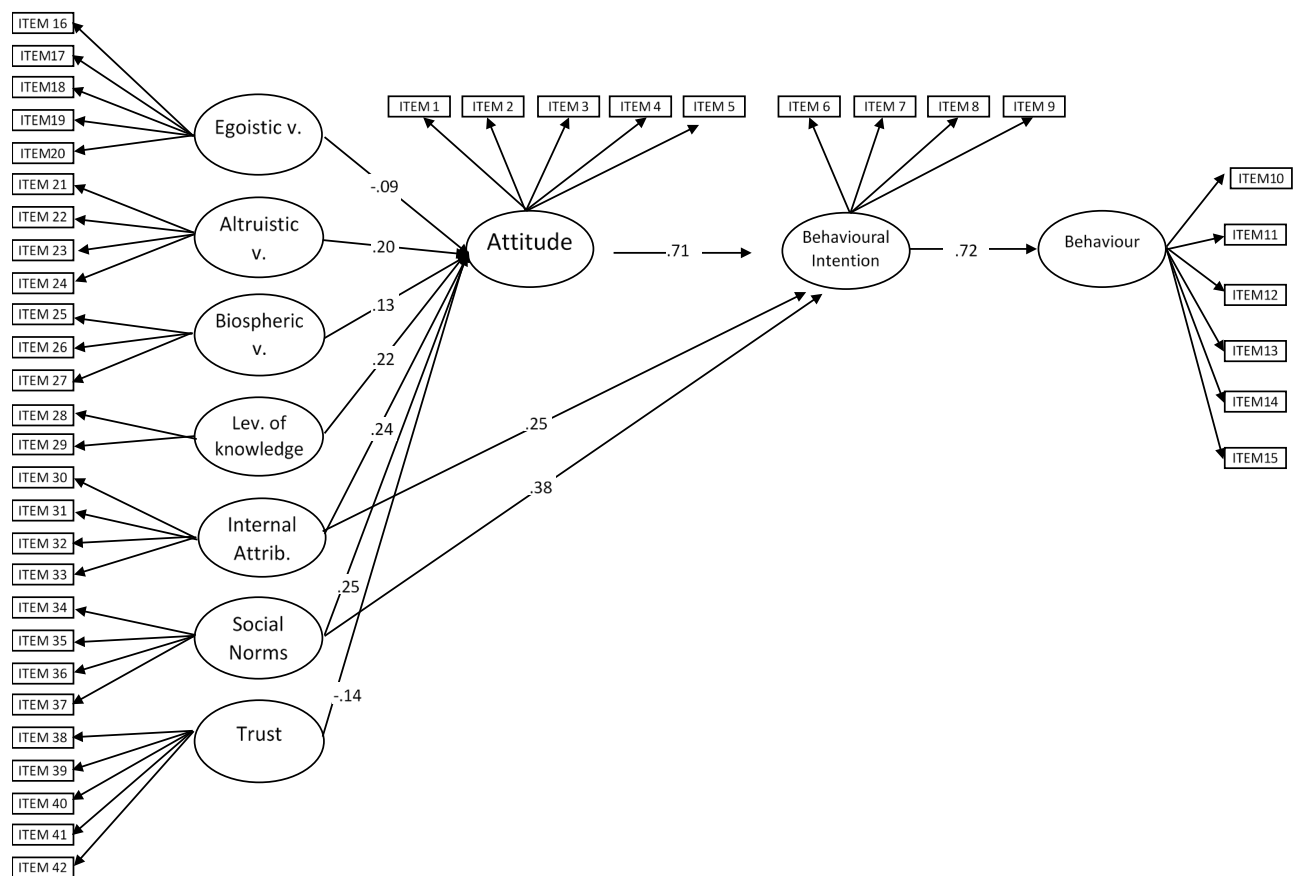 ITEM 16
ITEM17
ITEM18
ITEM19
ITEM20
ITEM 21
ITEM 22
ITEM 23
ITEM 24
ITEM 25
ITEM 26
ITEM 27
ITEM 28
ITEM 29
ITEM 30
ITEM 31
ITEM 32
ITEM 33
ITEM 34
ITEM 35
ITEM 36
ITEM 37
ITEM 38
ITEM 39
ITEM 40
ITEM 41
ITEM 42
Egoistic v.
Altruistic
v.
Biospheric
v.
Lev. of
knowledge
Internal
Attrib.
Social
Norms
Trust
-.09
.20
.13
.22
.24
.25
-.14
.25
.38
ITEM 1
ITEM 2
ITEM 3
ITEM 4
ITEM 5
Attitude
.71
ITEM 6
ITEM 7
ITEM 8
ITEM 9
Behavioural
Intention
.72
Behaviour
ITEM10
ITEM11
ITEM12
ITEM13
ITEM14
ITEM15